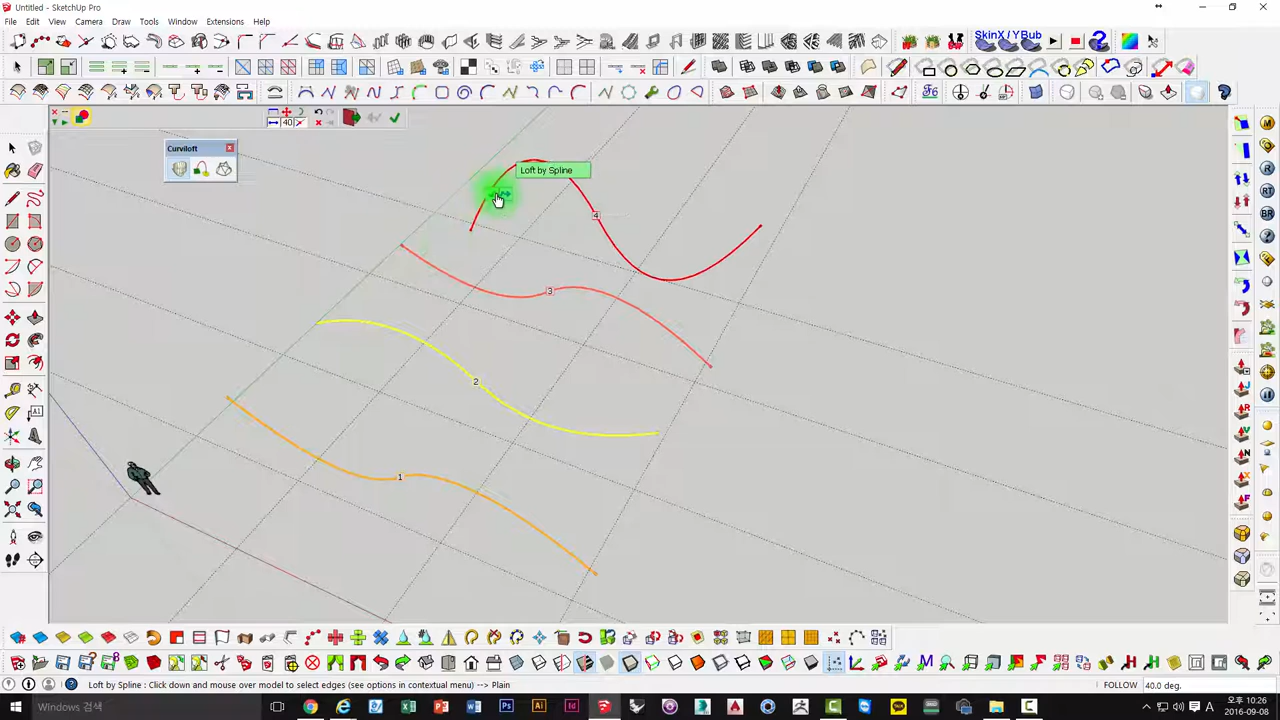 Untitled - SketchUp Pro
File Edit View Camera Draw Tools Window Extensions Help
SkinX / YBub
40
Curviloft
Loft by Spline
4
3
2
1
Loft by Spline : Click down and mouse over model to select edges (see options in contextual menu) --> Plain
FOLLOW
40.0 deg.
Windows 검색
A
오후 10:26
2016-09-08